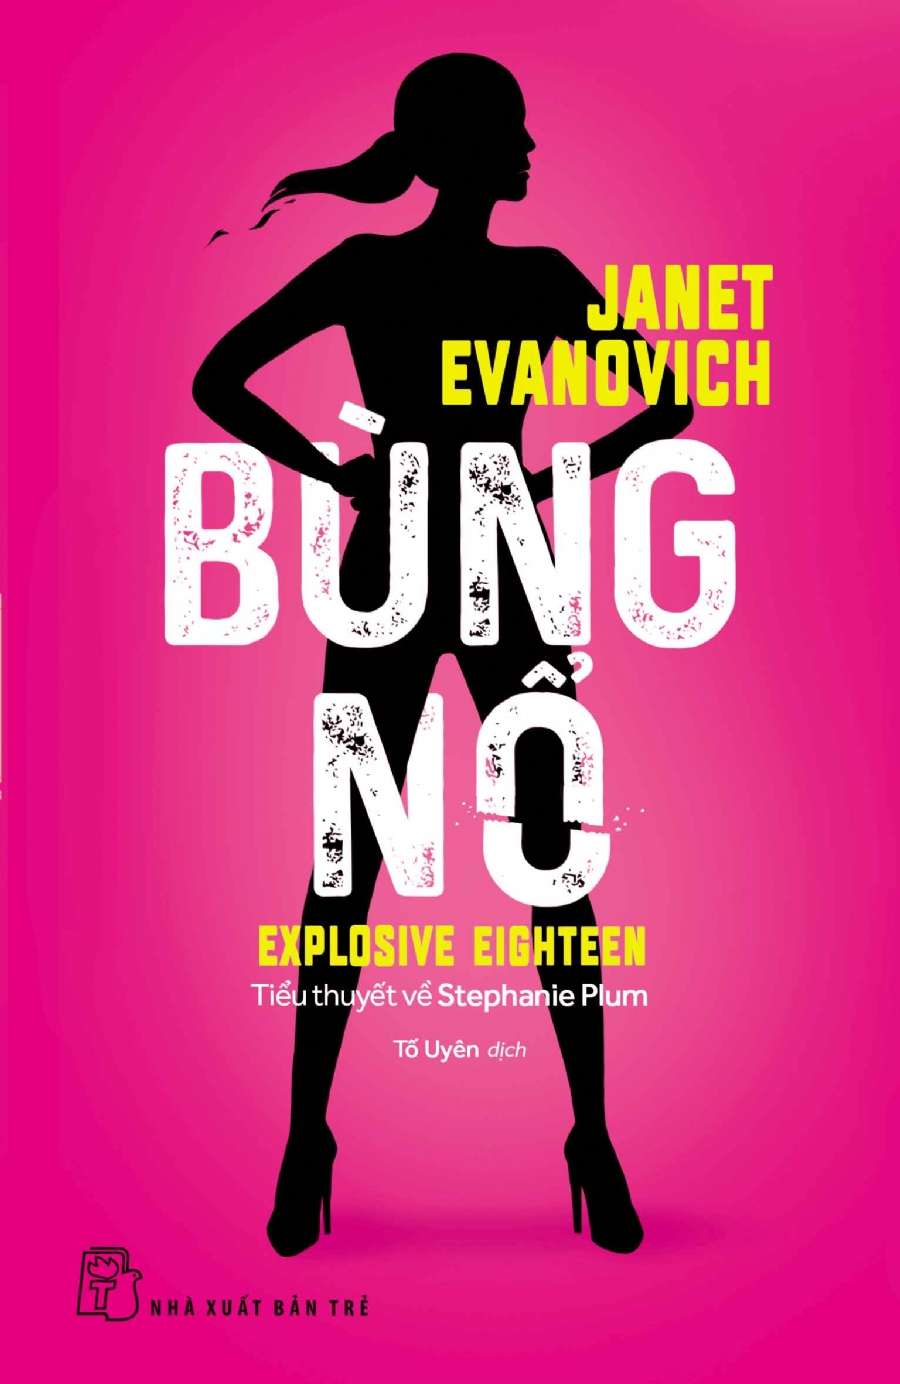 JANET
EVANOVICH
BÙNG
NỔ
EXPLOSIVE EIGHTEEN
Tiểu thuyết về Stephanie Plum
Tố Uyên dịch
T
NHÀ XUẤT BẢN TRẺ